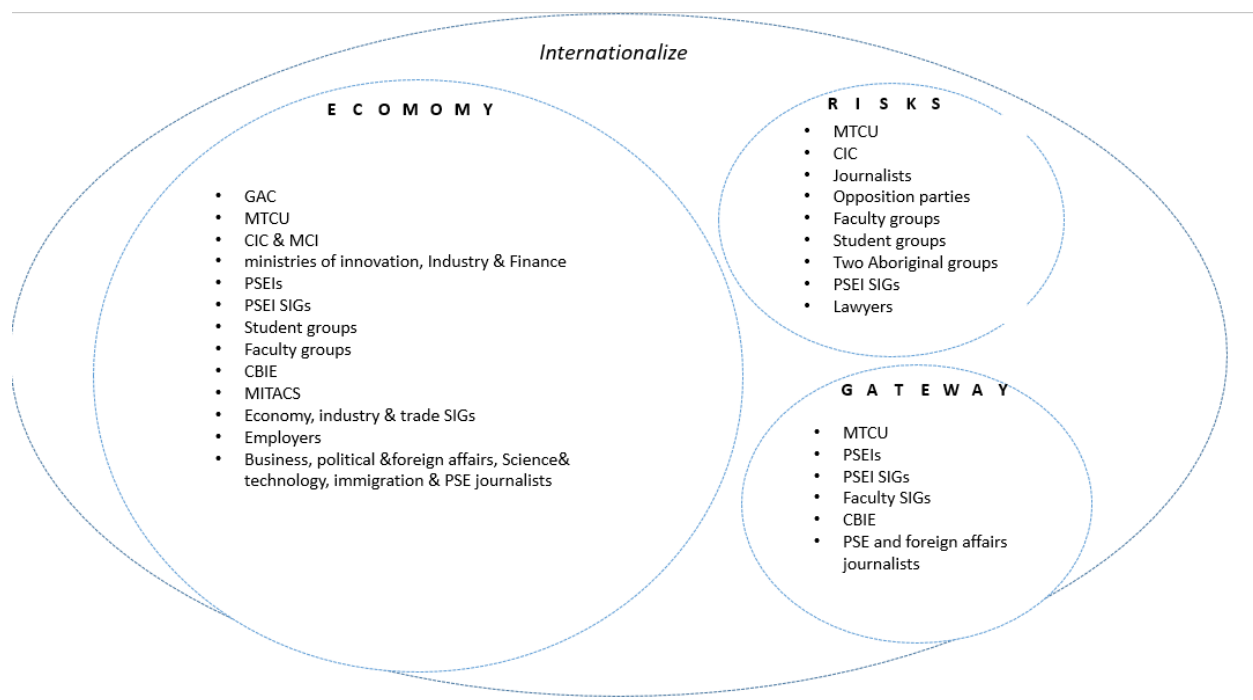 Internationalize
E C O M O M Y
• GAC
• MTCU
• CIC & MCI
• ministries of innovation, Industry & Finance
• PSEIs
• PSEI SIGs
• Student groups
• Faculty groups
• CBIE
• MITACS
• Economy, industry & trade SIGs
• Employers
• Business, political &foreign affairs, Science&
technology, immigration & PSE journalists
R I S K S
• MTCU
• CIC
• Journalists
• Opposition parties
• Faculty groups
• Student groups
• Two Aboriginal groups
• PSEI SIGs
• Lawyers
G A T E W A Y
• MTCU
• PSEIs
• PSEI SIGs
• Faculty SIGs
• CBIE
• PSE and foreign affairs
journalists